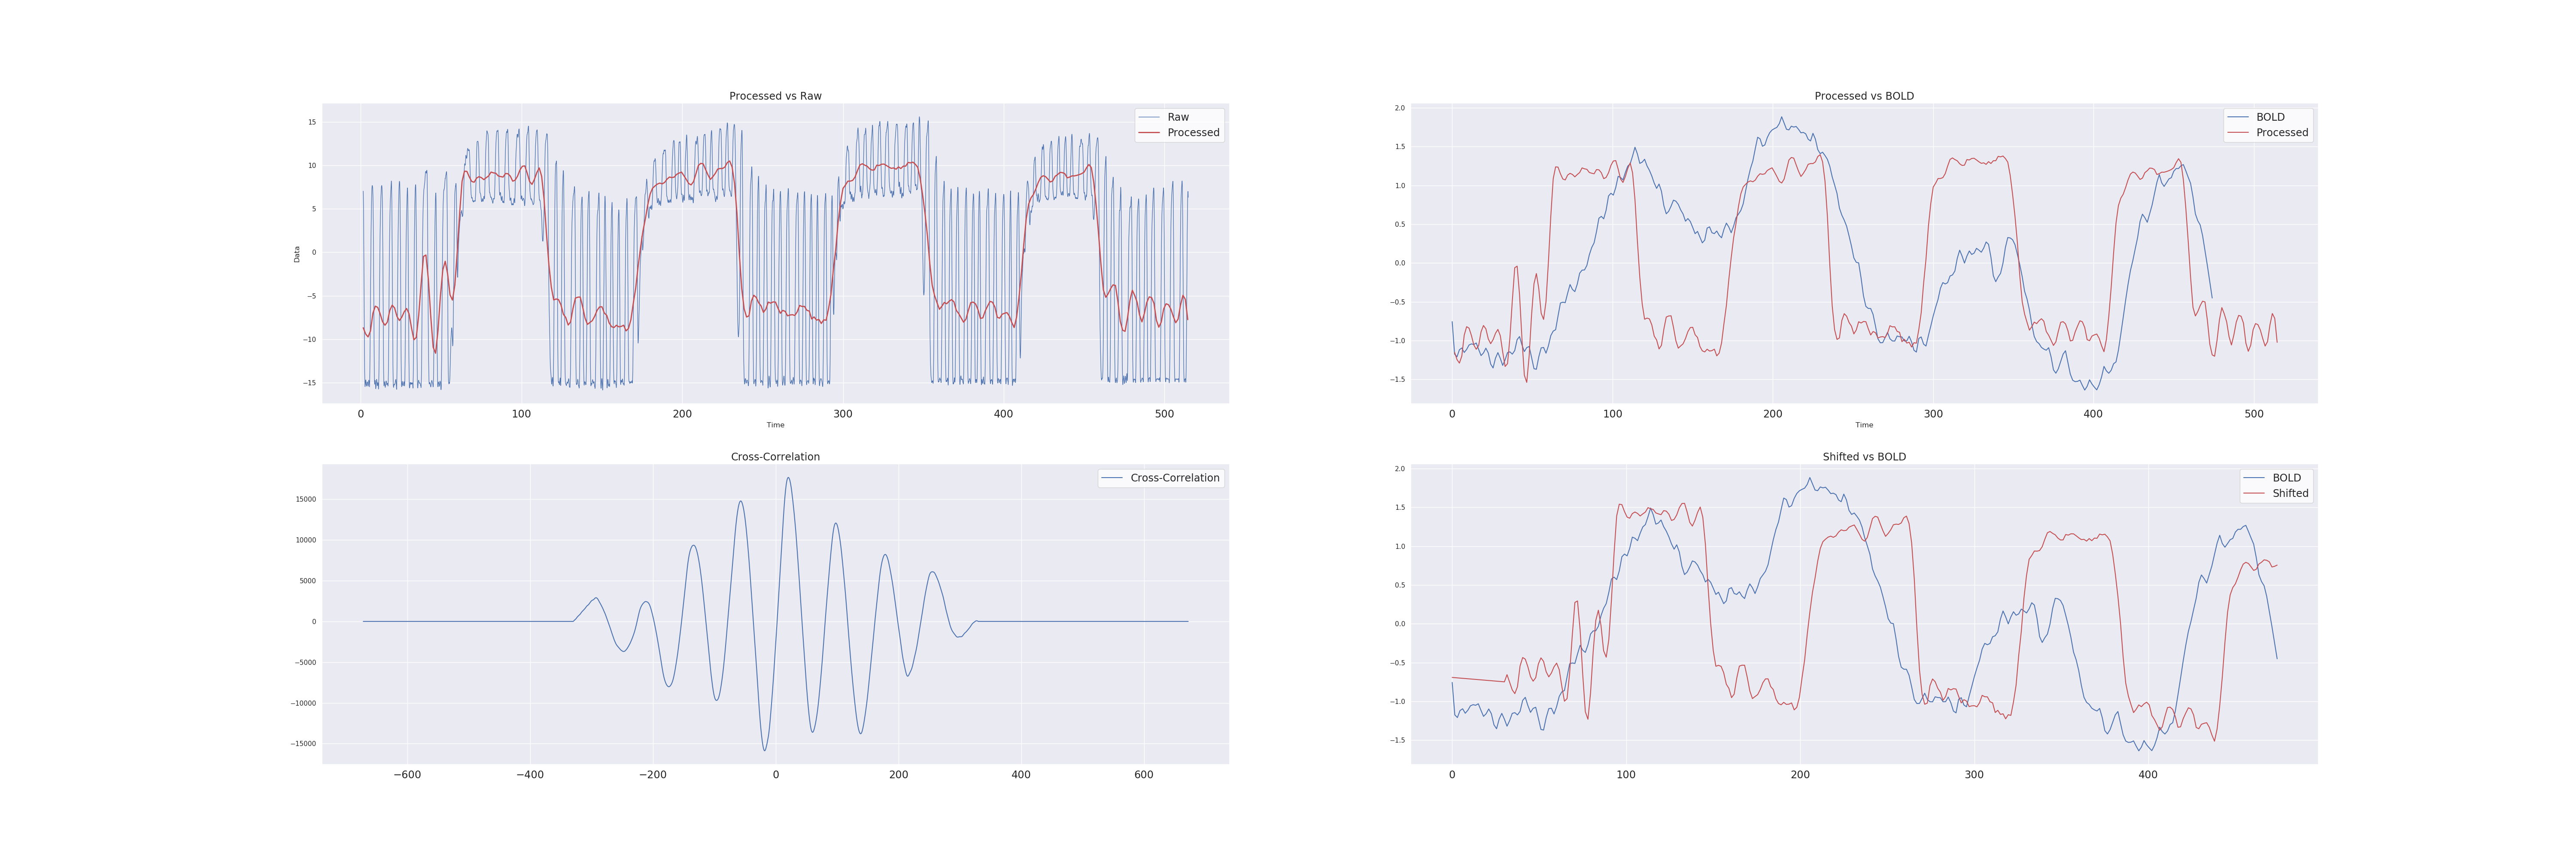 Processed vs Raw
Raw
Processed
Data
15
10
5
0
−5
−10
−15
0 100 200 300 400 500
Time
Processed vs BOLD
BOLD
Processed
2.0
1.5
1.0
0.5
0.0
−0.5
−1.0
−1.5
0 100 200 300 400 500
Time
Cross-Correlation
Cross-Correlation
15000
10000
5000
0
−5000
−10000
−15000
−600 −400 −200 0 200 400 600
Shifted vs BOLD
BOLD
Shifted
2.0
1.5
1.0
0.5
0.0
−0.5
−1.0
−1.5
0 100 200 300 400